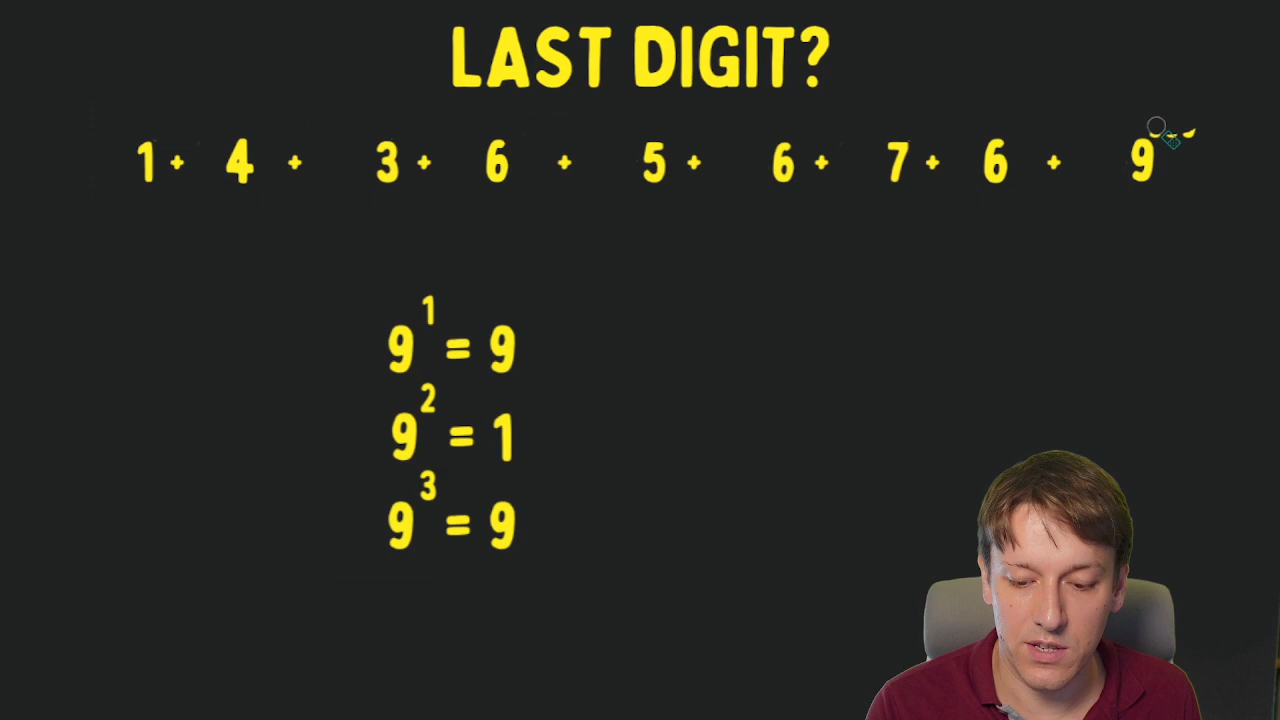 LAST DIGIT?
1 + 4 + 3 + 6 + 5 + 6 + 7 + 6 + 9
9¹ = 9
9² = 1
9³ = 9